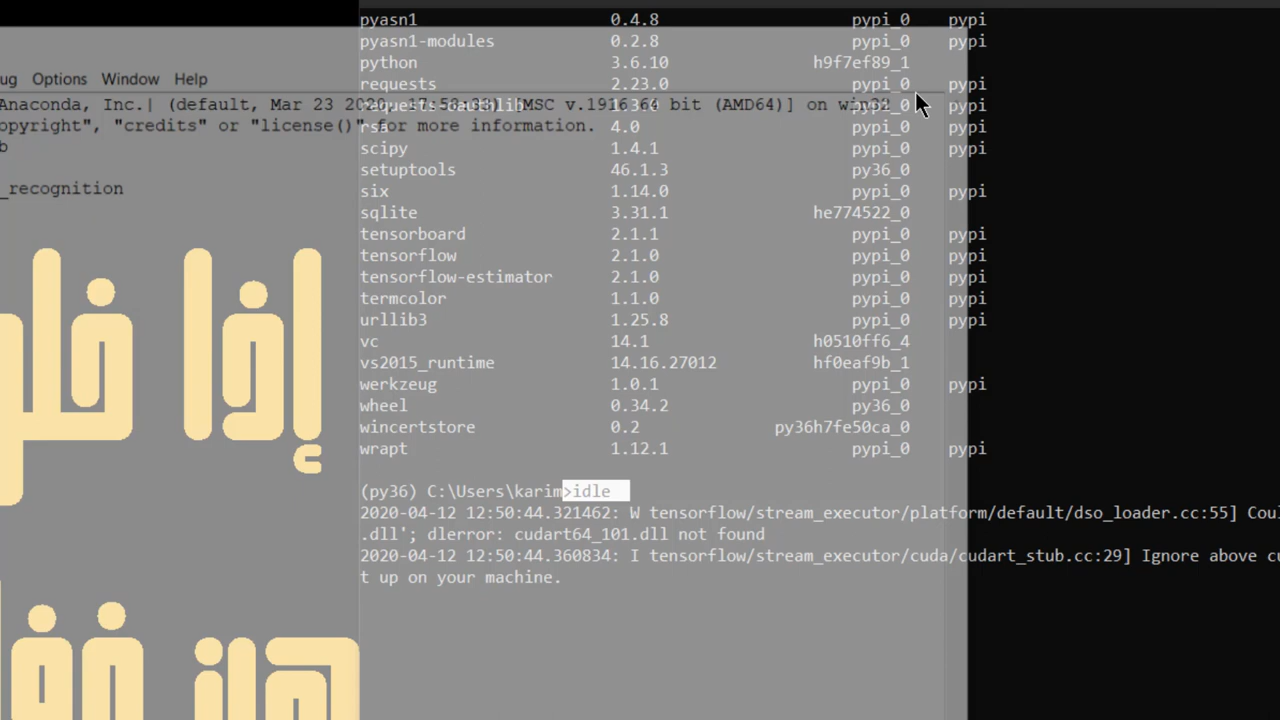 pyasn1 0.4.8 pypi_0 pypi
pyasn1-modules 0.2.8 pypi_0 pypi
python 3.6.10 h9f7ef89_1
ug Options Window Help
requests 2.23.0 pypi_0 pypi
Anaconda, Inc.| (default, Mar 23 2020, 17:58:33) [MSC v.1916 64 bit (AMD64)] on win32
requests-oauthlib pypi_0 pypi
opyright", "credits" or "license()" for more information.
rsa 4.0 pypi_0 pypi
b
scipy 1.4.1 pypi_0 pypi
setuptools 46.1.3 py36_0
_recognition
six 1.14.0 pypi_0 pypi
sqlite 3.31.1 he774522_0
tensorboard 2.1.1 pypi_0 pypi
tensorflow 2.1.0 pypi_0 pypi
tensorflow-estimator 2.1.0 pypi_0 pypi
termcolor 1.1.0 pypi_0 pypi
urllib3 1.25.8 pypi_0 pypi
vc 14.1 h0510ff6_4
vs2015_runtime 14.16.27012 hf0eaf9b_1
إذا
werkzeug 1.0.1 pypi_0 pypi
wheel 0.34.2 py36_0
wincertstore 0.2 py36h7fe50ca_0
wrapt 1.12.1 pypi_0 pypi
(py36) C:\Users\karim>idle
2020-04-12 12:50:44.321462: W tensorflow/stream_executor/platform/default/dso_loader.cc:55] Coul
.dll'; dlerror: cudart64_101.dll not found
2020-04-12 12:50:44.360834: I tensorflow/stream_executor/cuda/cudart_stub.cc:29] Ignore above cu
t up on your machine.